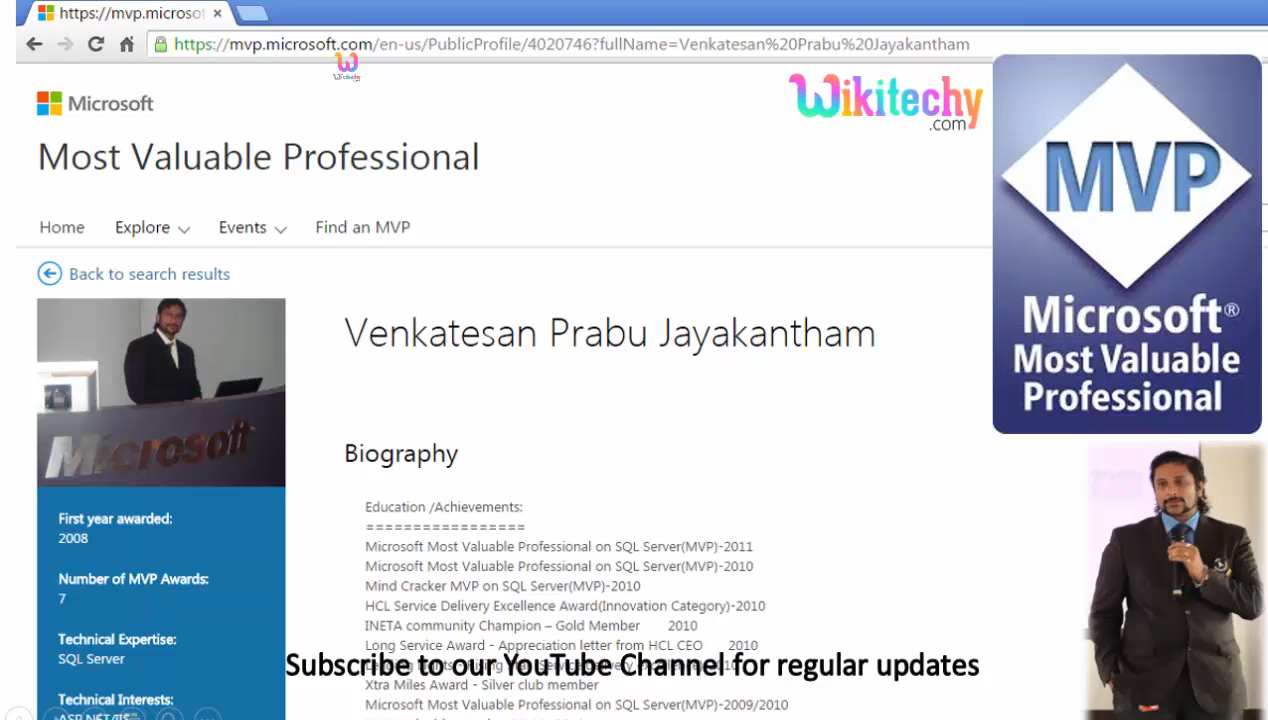 https://mvp.microsof
https://mvp.microsoft.com/en-us/PublicProfile/4020746?fullName=Venkatesan%20Prabu%20Jayakantham
Wikitechy
Microsoft
Wikitechy
.com
MVP
Microsoft®
Most Valuable
Professional
Most Valuable Professional
Home Explore Events Find an MVP
Back to search results
Microsoft
Venkatesan Prabu Jayakantham
Biography
First year awarded:
2008
Number of MVP Awards:
7
Technical Expertise:
SQL Server
Technical Interests:
ASP.NET/IIS
Education /Achievements:
=================
Microsoft Most Valuable Professional on SQL Server(MVP)-2011
Microsoft Most Valuable Professional on SQL Server(MVP)-2010
Mind Cracker MVP on SQL Server(MVP)-2010
HCL Service Delivery Excellence Award(Innovation Category)-2010
INETA community Champion – Gold Member 2010
Long Service Award - Appreciation letter from HCL CEO 2010
Subscribe to our YouTube Channel for regular updates
Xtra Miles Award - Silver club member
Microsoft Most Valuable Professional on SQL Server(MVP)-2009/2010